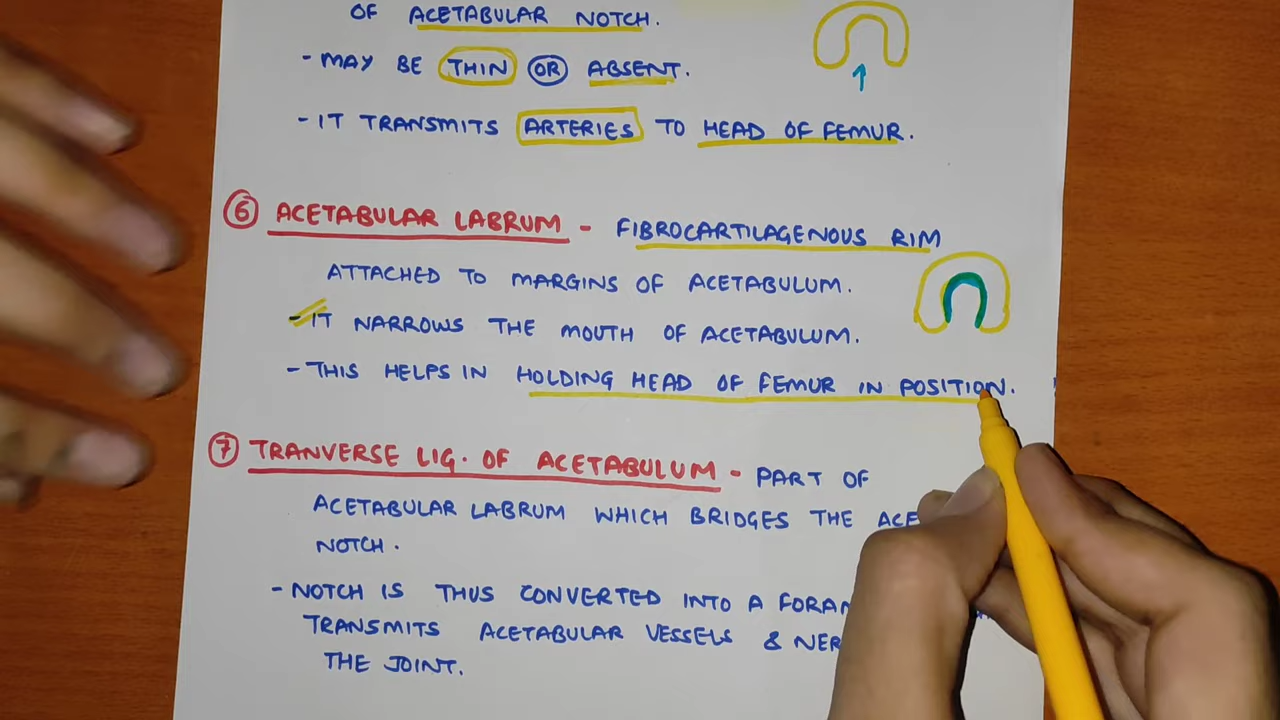 OF ACETABULAR NOTCH.
- MAY BE THIN OR ABSENT.
- IT TRANSMITS ARTERIES TO HEAD OF FEMUR.
6 ACETABULAR LABRUM - FIBROCARTILAGENOUS RIM
ATTACHED TO MARGINS OF ACETABULUM.
- IT NARROWS THE MOUTH OF ACETABULUM.
- THIS HELPS IN HOLDING HEAD OF FEMUR IN POSITION.
7 TRANVERSE LIG. OF ACETABULUM - PART OF
ACETABULAR LABRUM WHICH BRIDGES THE
NOTCH.
- NOTCH IS THUS CONVERTED INTO A
TRANSMITS ACETABULAR VESSELS &
THE JOINT.